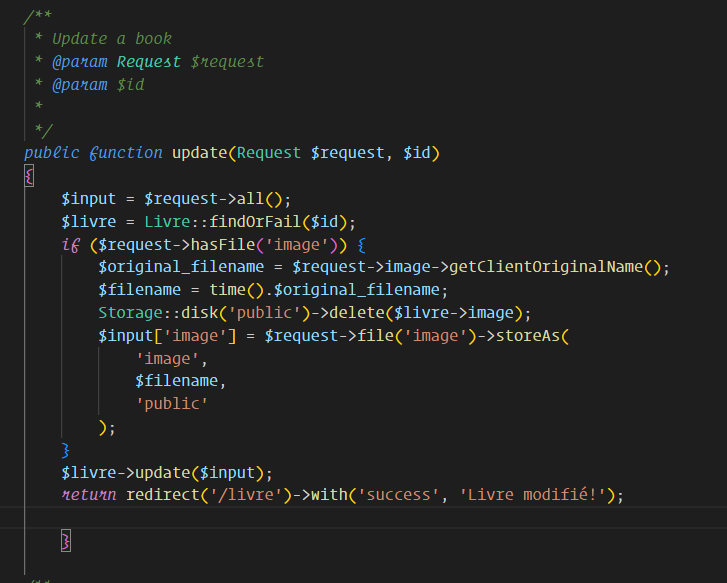 /**
 * Update a book
 * @param Request $request
 * @param $id
 *
 */
public function update(Request $request, $id)
{
    $input = $request->all();
    $livre = Livre::findOrFail($id);
    if ($request->hasFile('image')) {
        $original_filename = $request->image->getClientOriginalName();
        $filename = time().$original_filename;
        Storage::disk('public')->delete($livre->image);
        $input['image'] = $request->file('image')->storeAs(
            'image',
            $filename,
            'public'
        );
    }
    $livre->update($input);
    return redirect('/livre')->with('success', 'Livre modifié!');
    }